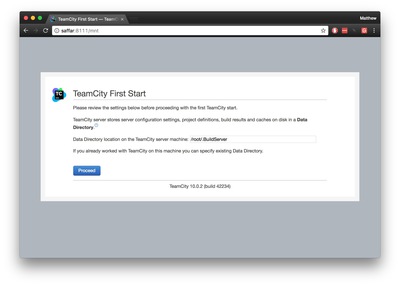 TeamCity First Start — Team
Matthew
saffar:8111/mnt
TC
TeamCity First Start
Please review the settings below before proceeding with the first TeamCity start.
TeamCity server stores server configuration settings, project definitions, build results and caches on disk in a Data
Directory.
Data Directory location on the TeamCity server machine: /root/.BuildServer
If you already worked with TeamCity on this machine you can specify existing Data Directory.
Proceed
TeamCity 10.0.2 (build 42234)